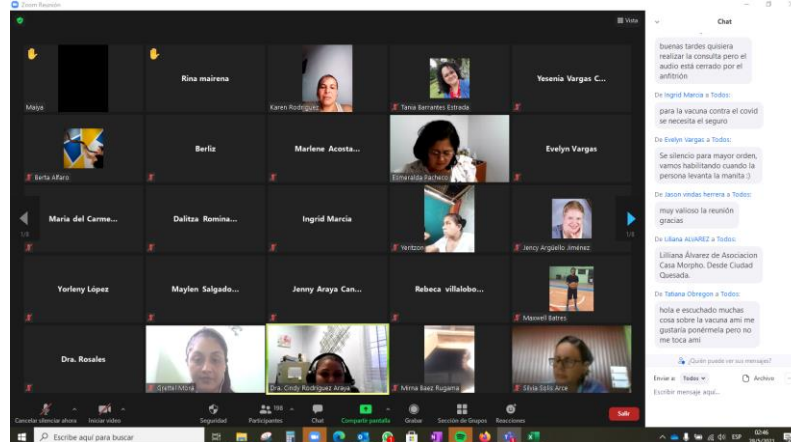 Zoom Reunión
Vista
Maiya
Rina mairena
Karen Rodríguez
Tania Barrantes Estrada
Yesenia Vargas C...
Berta Alfaro
Berliz
Marlene Acosta...
Esmeralda Pacheco
Evelyn Vargas
1/8
Maria del Carme...
Dalitza Romina...
Ingrid Marcia
Yeritzon
Jency Argüello Jiménez
1/8
Yorleny López
Maylen Salgado...
Jenny Araya Can...
Rebeca villalobo...
Maxwell Batres
Dra. Rosales
Grettel Mora
Dra. Cindy Rodríguez Araya
Mirna Baez Rugama
Silvia Solis Arce
Cancelar silenciar ahora
Iniciar video
Seguridad
Participantes
Chat
Compartir pantalla
Grabar
Sección de Grupos
Reacciones
Salir
Chat
buenas tardes quisiera
realizar la consulta pero el
audio está cerrado por el
anfitrión
De Ingrid Marcia a Todos:
para la vacuna contra el covid
se necesita el seguro
De Evelyn Vargas a Todos:
Se silencio para mayor orden,
vamos habilitando cuando la
persona levanta la manita :)
De Jason vindas herrera a Todos:
muy valioso la reunión
gracias
De Liliana ALVÁREZ a Todos:
Lilliana Álvarez de Asociacion
Casa Morpho. Desde Ciudad
Quesada.
De Tatiana Obregon a Todos:
hola e escuchado muchas
cosa sobre la vacuna ami me
gustaría ponérmela pero no
me toca ami
¿Quién puede ver sus mensajes?
Enviar a: Todos
Archivo
Escribir mensaje aquí...
Escribe aquí para buscar
ESP
02:46